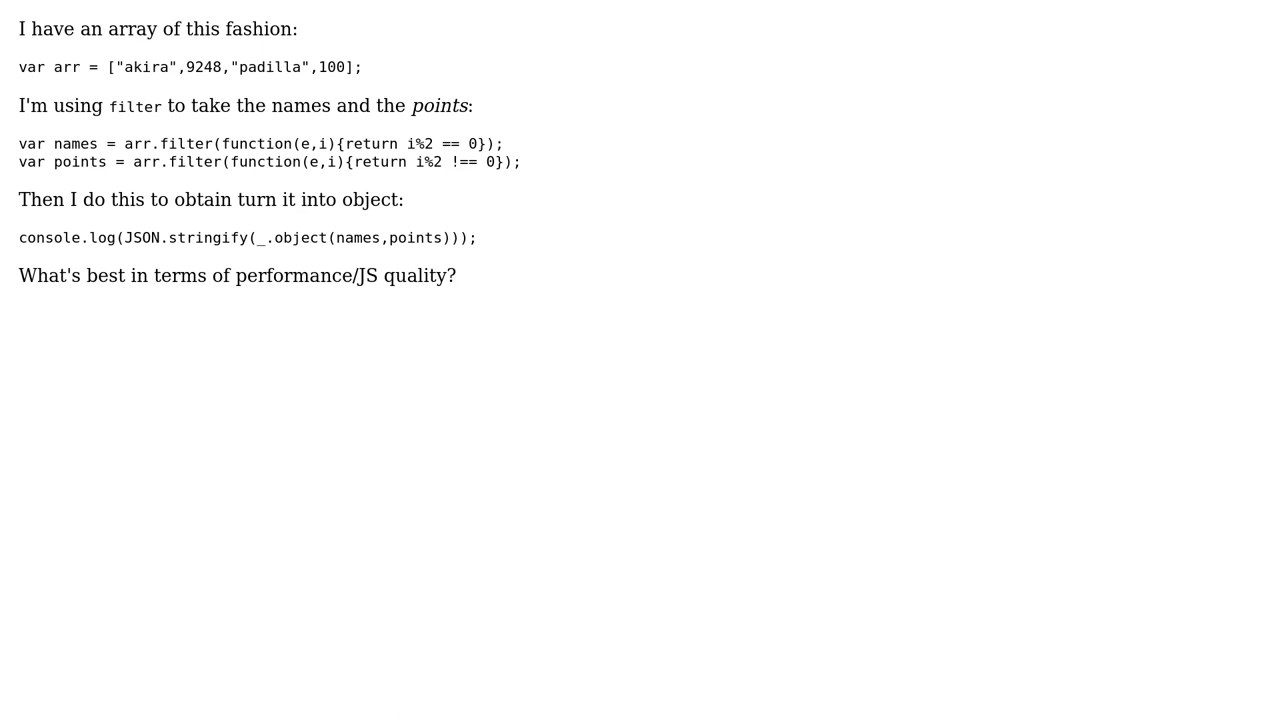 I have an array of this fashion:
var arr = ["akira",9248,"padilla",100];
I'm using filter to take the names and the points:
var names = arr.filter(function(e,i){return i%2 == 0});
var points = arr.filter(function(e,i){return i%2 !== 0});
Then I do this to obtain turn it into object:
console.log(JSON.stringify(_.object(names,points)));
What's best in terms of performance/JS quality?